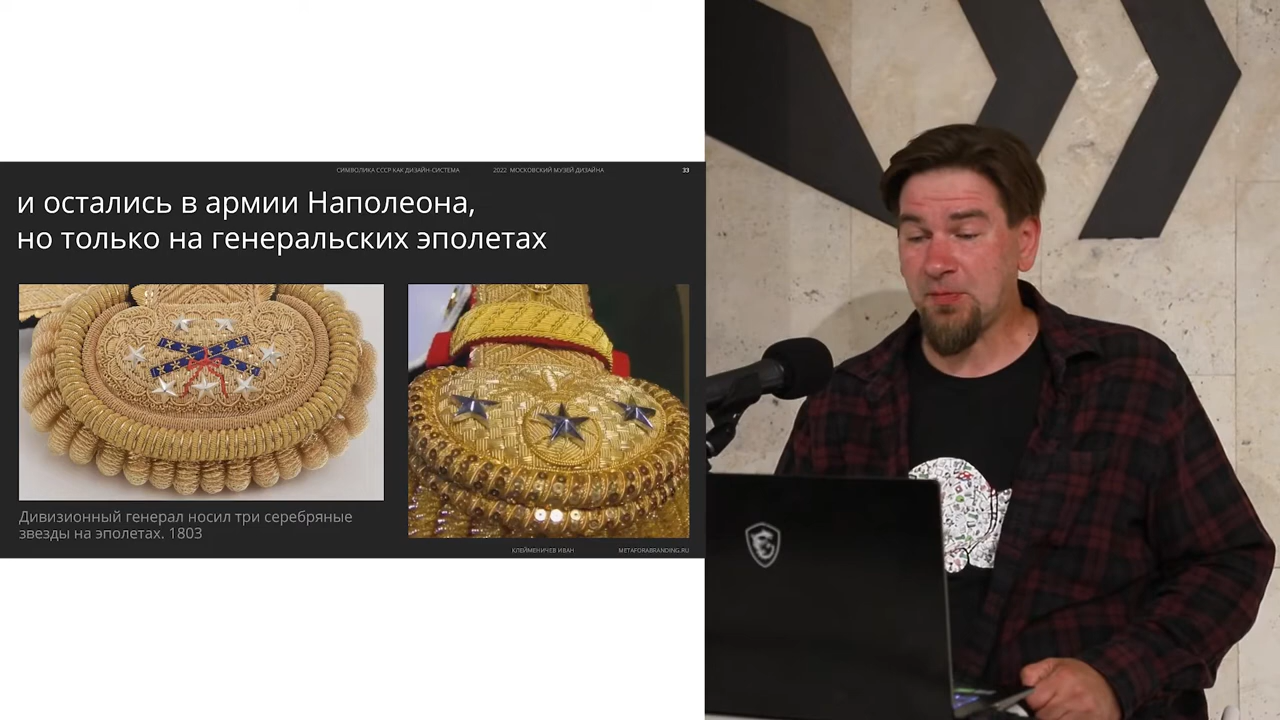 СИМВОЛИКА СССР КАК ДИЗАЙН-СИСТЕМА
2022 МОСКОВСКИЙ МУЗЕЙ ДИЗАЙНА
33
и остались в армии Наполеона,
но только на генеральских эполетах
Дивизионный генерал носил три серебряные
звезды на эполетах. 1803
КЛЕЙМЕНИЧЕВ ИВАН
METAFORABRANDING.RU